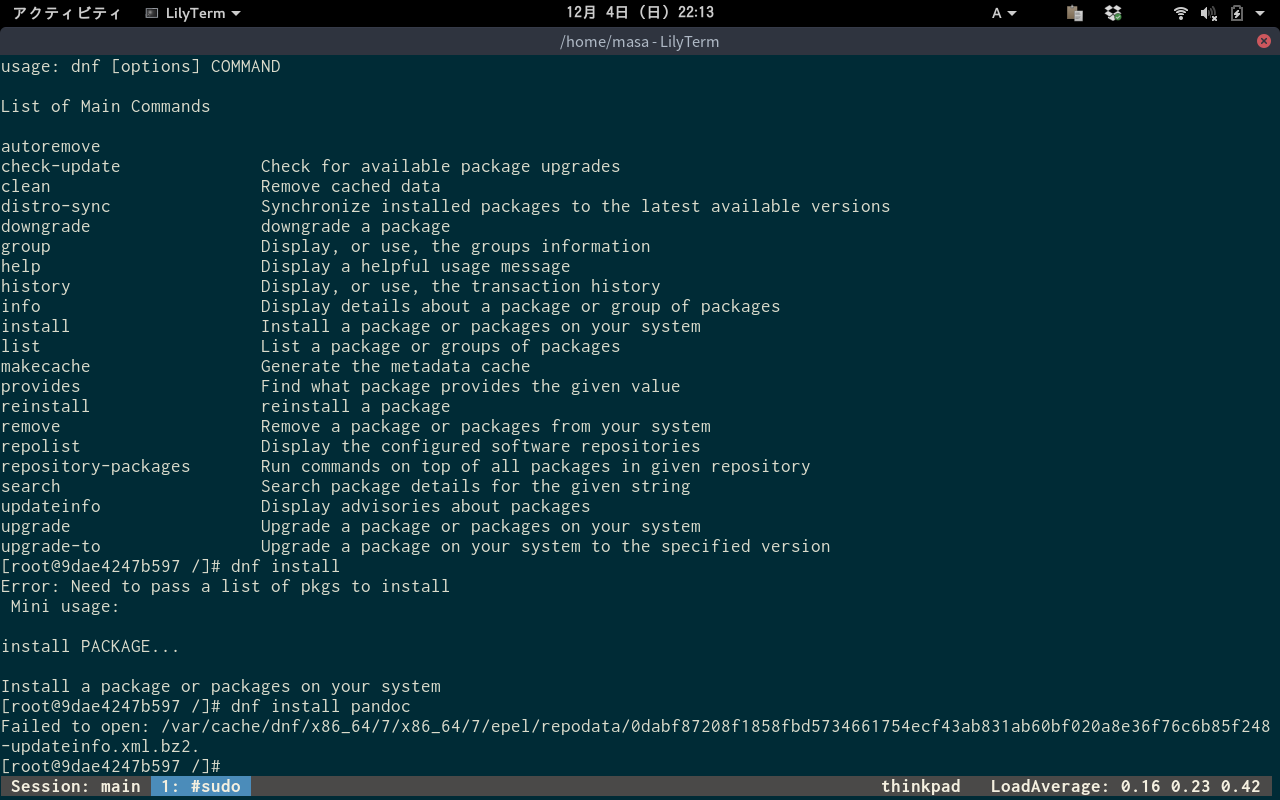 アクティビティ LilyTerm 12月 4日 (日) 22:13 A
/home/masa - LilyTerm
usage: dnf [options] COMMAND
List of Main Commands
autoremove
check-update Check for available package upgrades
clean Remove cached data
distro-sync Synchronize installed packages to the latest available versions
downgrade downgrade a package
group Display, or use, the groups information
help Display a helpful usage message
history Display, or use, the transaction history
info Display details about a package or group of packages
install Install a package or packages on your system
list List a package or groups of packages
makecache Generate the metadata cache
provides Find what package provides the given value
reinstall reinstall a package
remove Remove a package or packages from your system
repolist Display the configured software repositories
repository-packages Run commands on top of all packages in given repository
search Search package details for the given string
updateinfo Display advisories about packages
upgrade Upgrade a package or packages on your system
upgrade-to Upgrade a package on your system to the specified version
[root@9dae4247b597 /]# dnf install
Error: Need to pass a list of pkgs to install
Mini usage:
install PACKAGE...
Install a package or packages on your system
[root@9dae4247b597 /]# dnf install pandoc
Failed to open: /var/cache/dnf/x86_64/7/x86_64/7/epel/repodata/0dabf87208f1858fbd5734661754ecf43ab831ab60bf020a8e36f76c6b85f248
-updateinfo.xml.bz2.
[root@9dae4247b597 /]#
Session: main 1: #sudo thinkpad LoadAverage: 0.16 0.23 0.42